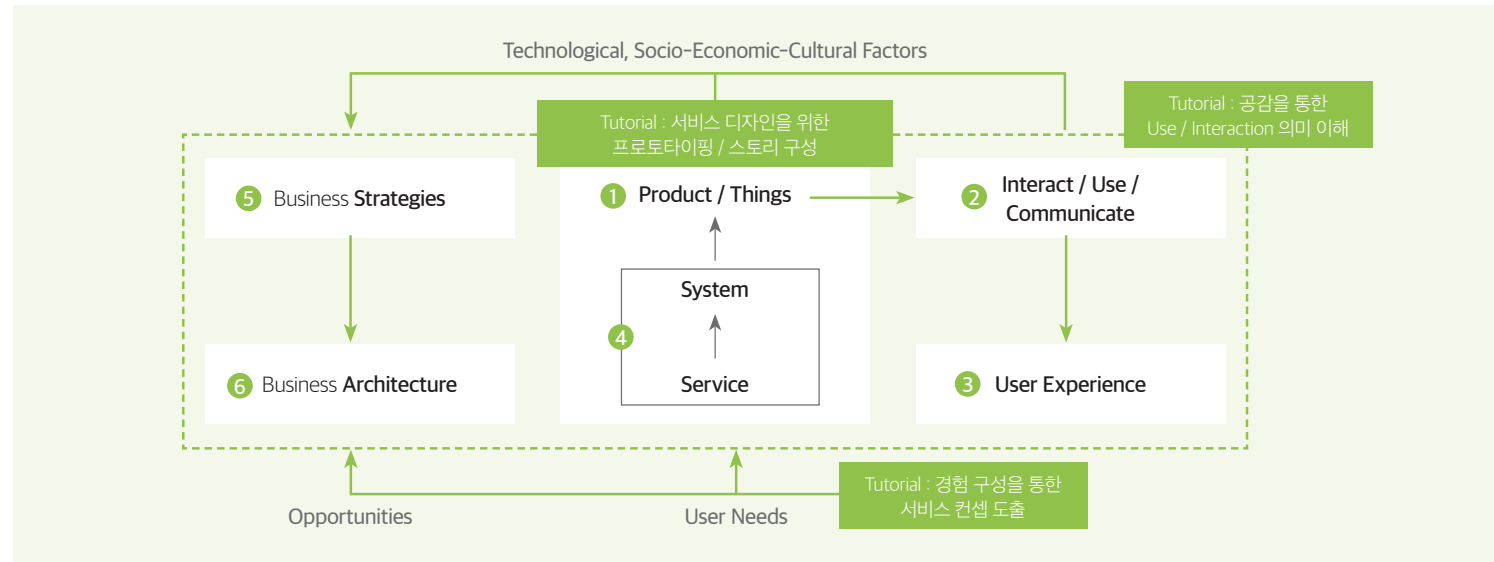 Technological, Socio-Economic-Cultural Factors
Tutorial : 서비스 디자인을 위한
프로토타이핑 / 스토리 구성
Tutorial : 공감을 통한
Use / Interaction 의미 이해
5 Business Strategies
1 Product / Things
2 Interact / Use /
Communicate
System
4
Service
6 Business Architecture
3 User Experience
Tutorial : 경험 구성을 통한
서비스 컨셉 도출
Opportunities
User Needs